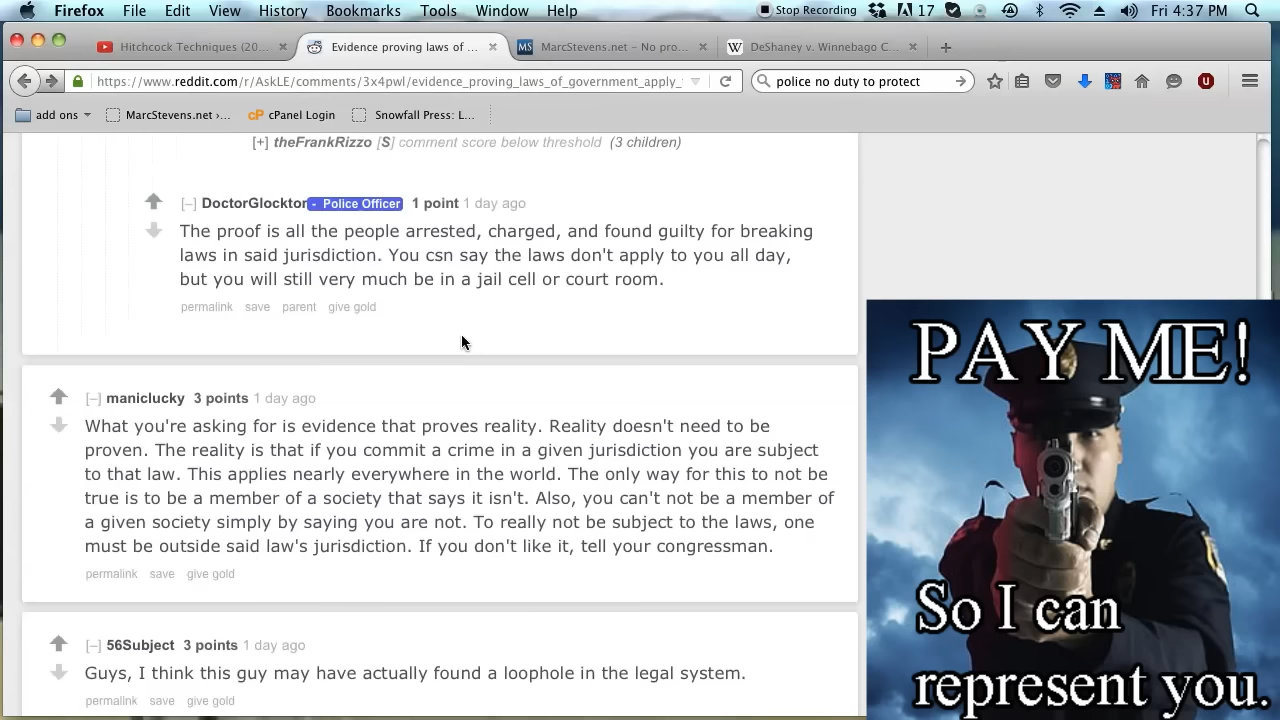 Firefox File Edit View History Bookmarks Tools Window Help Stop Recording 17 Fri 4:37 PM
Hitchcock Techniques (20... × Evidence proving laws of ... × MS MarcStevens.net – No pro... × W DeShaney v. Winnebago C... × +
https://www.reddit.com/r/AskLE/comments/3x4pwl/evidence_proving_laws_of_government_apply_ police no duty to protect
add ons MarcStevens.net ›... cP cPanel Login Snowfall Press: L...
[+] theFrankRizzo [S] comment score below threshold (3 children)
[–] DoctorGlocktor - Police Officer 1 point 1 day ago
The proof is all the people arrested, charged, and found guilty for breaking
laws in said jurisdiction. You csn say the laws don't apply to you all day,
but you will still very much be in a jail cell or court room.
permalink save parent give gold
[–] maniclucky 3 points 1 day ago
What you're asking for is evidence that proves reality. Reality doesn't need to be
proven. The reality is that if you commit a crime in a given jurisdiction you are subject
to that law. This applies nearly everywhere in the world. The only way for this to not be
true is to be a member of a society that says it isn't. Also, you can't not be a member of
a given society simply by saying you are not. To really not be subject to the laws, one
must be outside said law's jurisdiction. If you don't like it, tell your congressman.
permalink save give gold
[–] 56Subject 3 points 1 day ago
Guys, I think this guy may have actually found a loophole in the legal system.
permalink save give gold
PAY ME!
So I can
represent you.